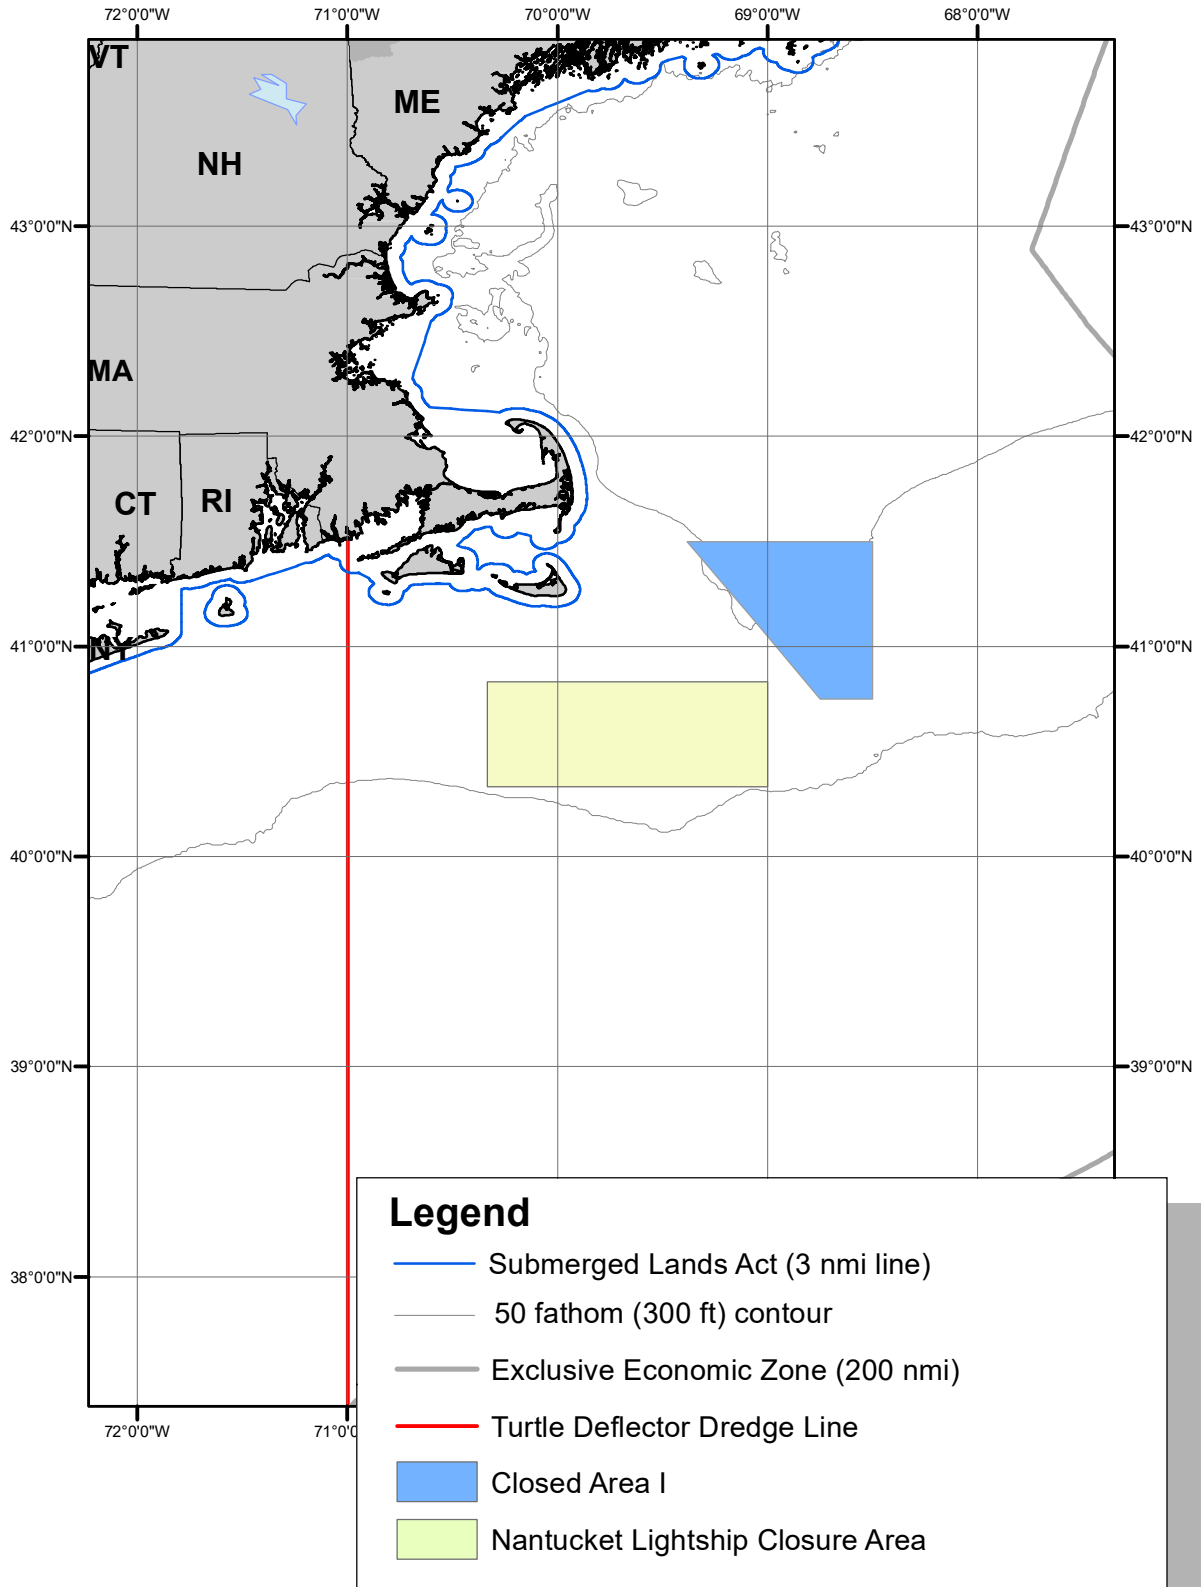 72°0'0"W 71°0'0"W 70°0'0"W 69°0'0"W 68°0'0"W
VT
ME
NH
43°0'0"N 43°0'0"N
MA
42°0'0"N 42°0'0"N
CT RI
41°0'0"N 41°0'0"N
NY
40°0'0"N 40°0'0"N
39°0'0"N 39°0'0"N
38°0'0"N
72°0'0"W 71°0'0
Legend
Submerged Lands Act (3 nmi line)
50 fathom (300 ft) contour
Exclusive Economic Zone (200 nmi)
Turtle Deflector Dredge Line
Closed Area I
Nantucket Lightship Closure Area